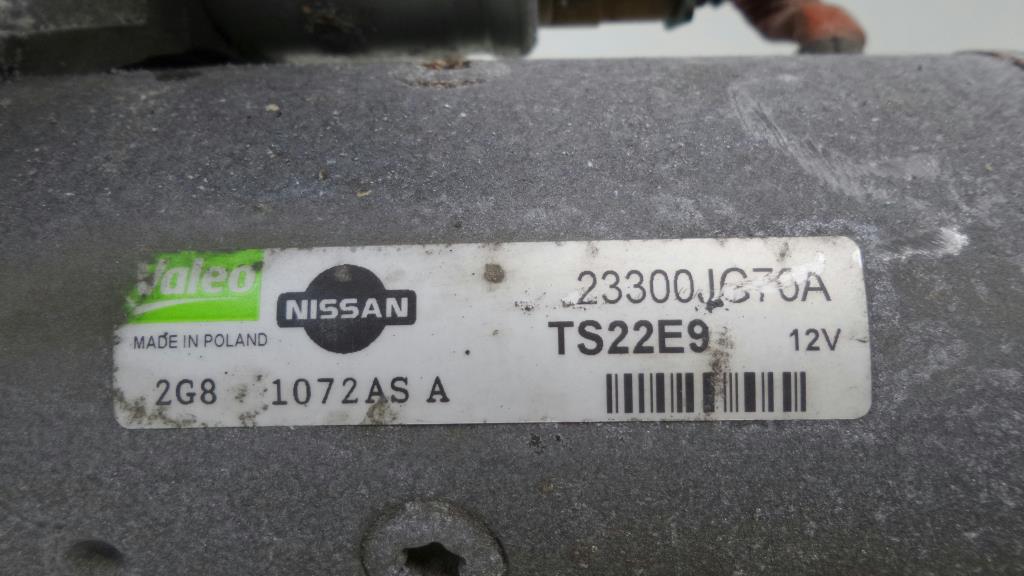 Valeo
MADE IN POLAND
NISSAN
23300JG70A
TS22E9
12V
2G8 1072AS A